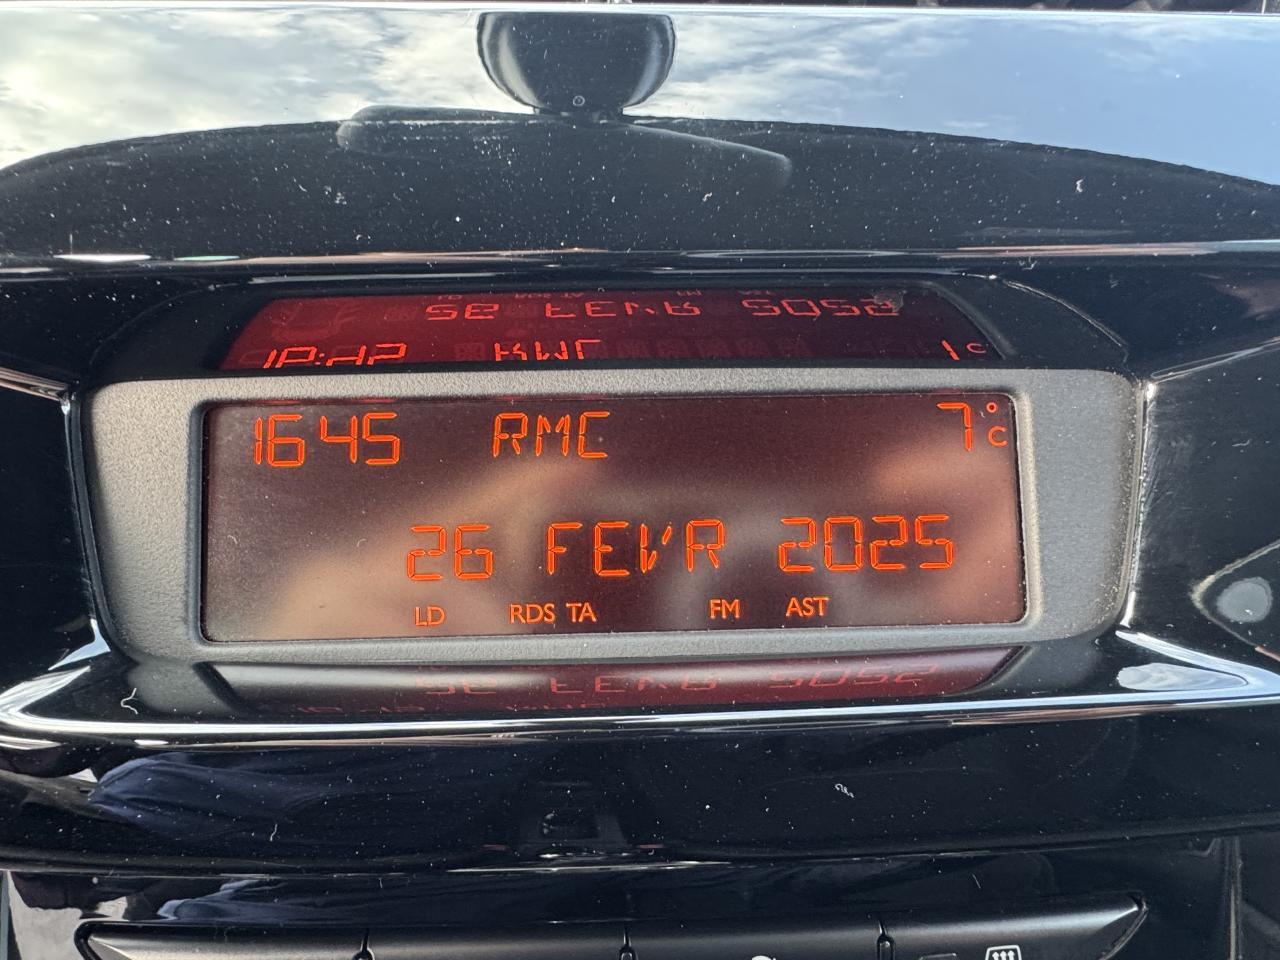 1645 RMC 7°C
26 FEVR 2025
LD RDS TA FM AST